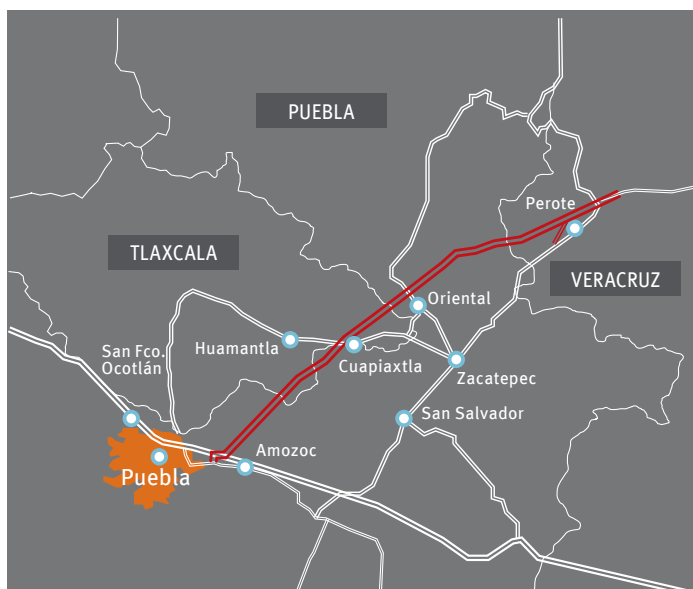 PUEBLA
Perote
TLAXCALA
VERACRUZ
Oriental
San Fco.
Ocotlán
Huamantla
Cuapiaxtla
Zacatepec
San Salvador
Amozoc
Puebla